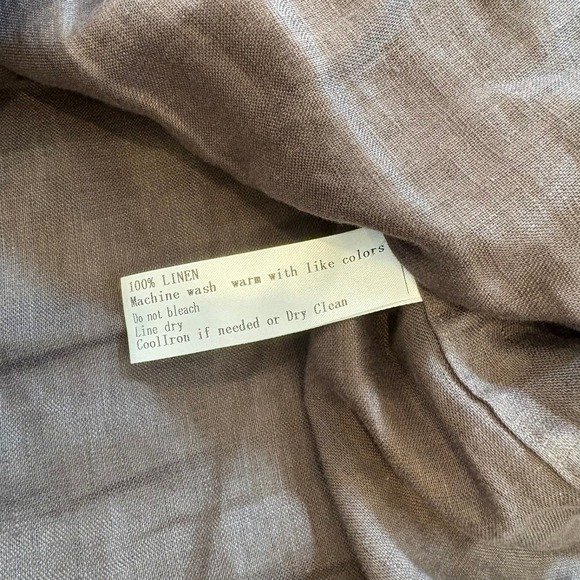 100% LINEN
Machine wash warm with like colors
Do not bleach
Line dry
CoolIron if needed or Dry Clean